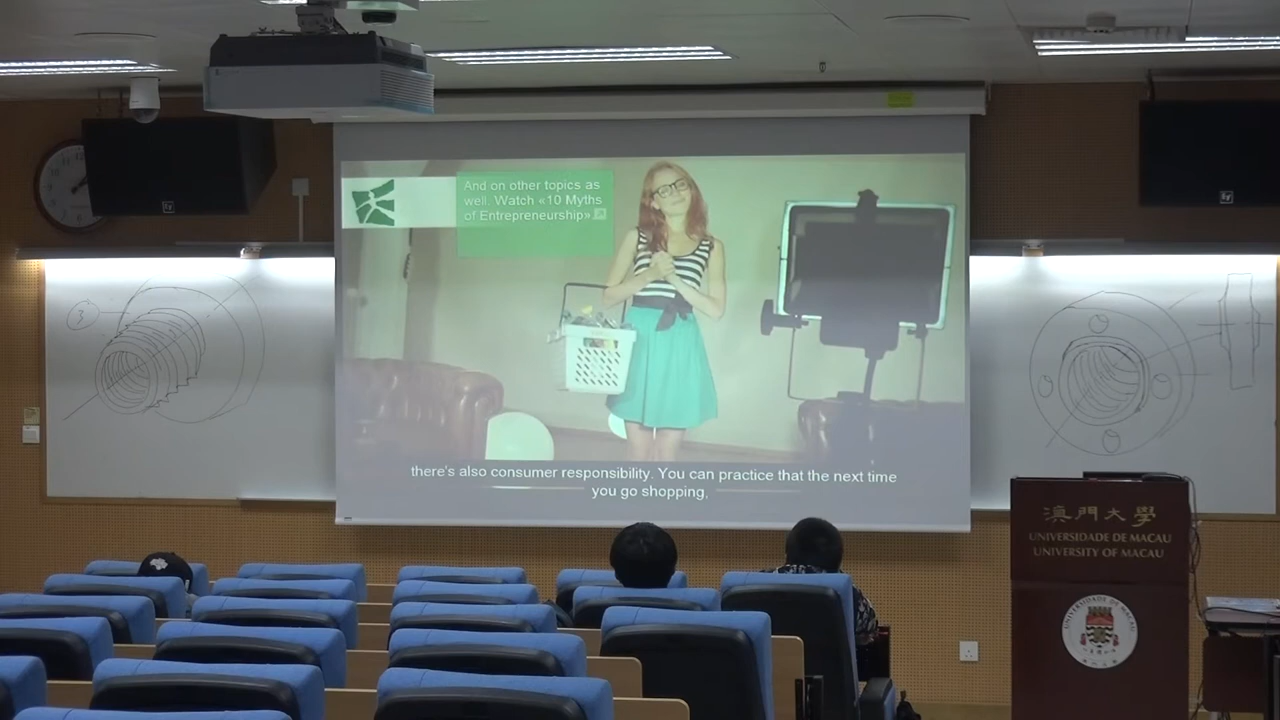 And on other topics as
well. Watch «10 Myths
of Entrepreneurship»
there's also consumer responsibility. You can practice that the next time
you go shopping,
3
澳門大學
UNIVERSIDADE DE MACAU
UNIVERSITY OF MACAU